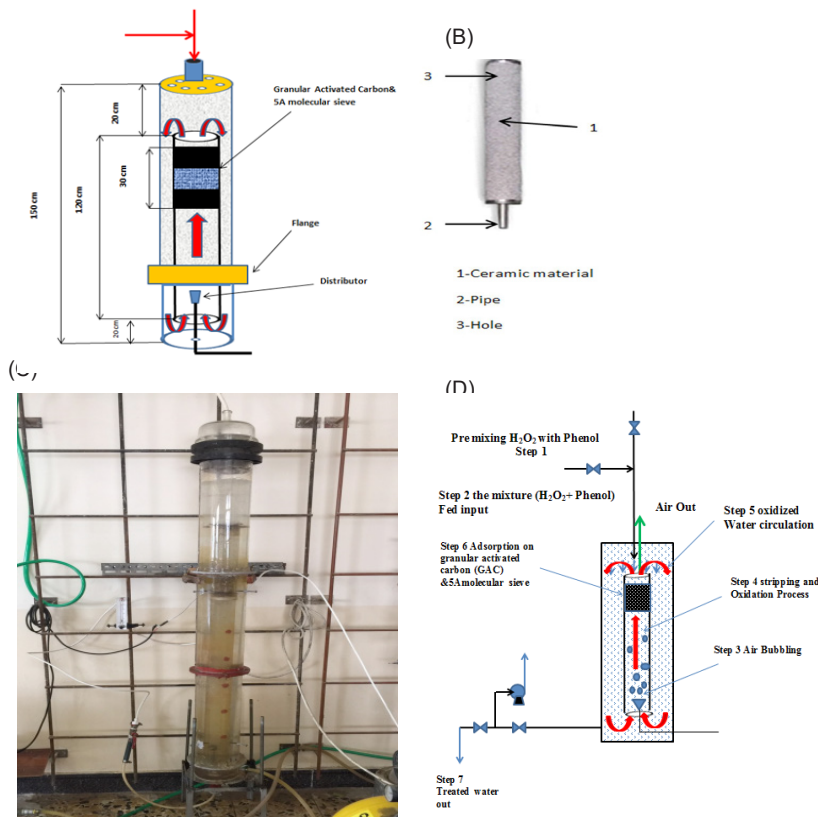 20 cm
150 cm
120 cm
30 cm
20 cm
Granular Activated Carbon&
5A molecular sieve
Flange
Distributor
(B)
3
1
2
1-Ceramic material
2-Pipe
3-Hole
(D)
Pre mixing H₂O₂ with Phenol
Step 1
Step 2 the mixture (H₂O₂+ Phenol)
Fed input
Air Out
Step 5 oxidized
Water circulation
Step 6 Adsorption on
granular activated
carbon (GAC)
&5Amolecular sieve
Step 4 stripping and
Oxidation Process
Step 3 Air Bubbling
Step 7
Treated water
out